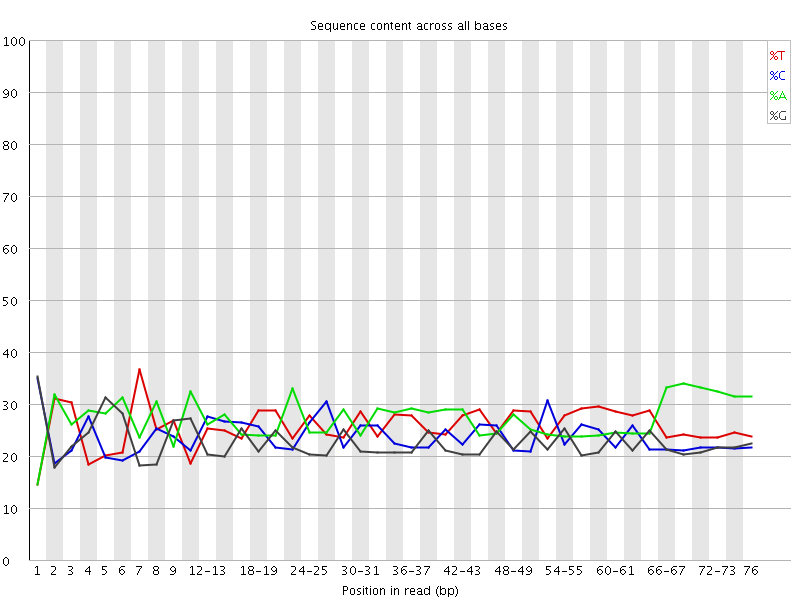 Sequence content across all bases
100
90
80
70
60
50
40
30
20
10
0
%T
%C
%A
%G
1 2 3 4 5 6 7 8 9 12-13 18-19 24-25 30-31 36-37 42-43 48-49 54-55 60-61 66-67 72-73 76
Position in read (bp)